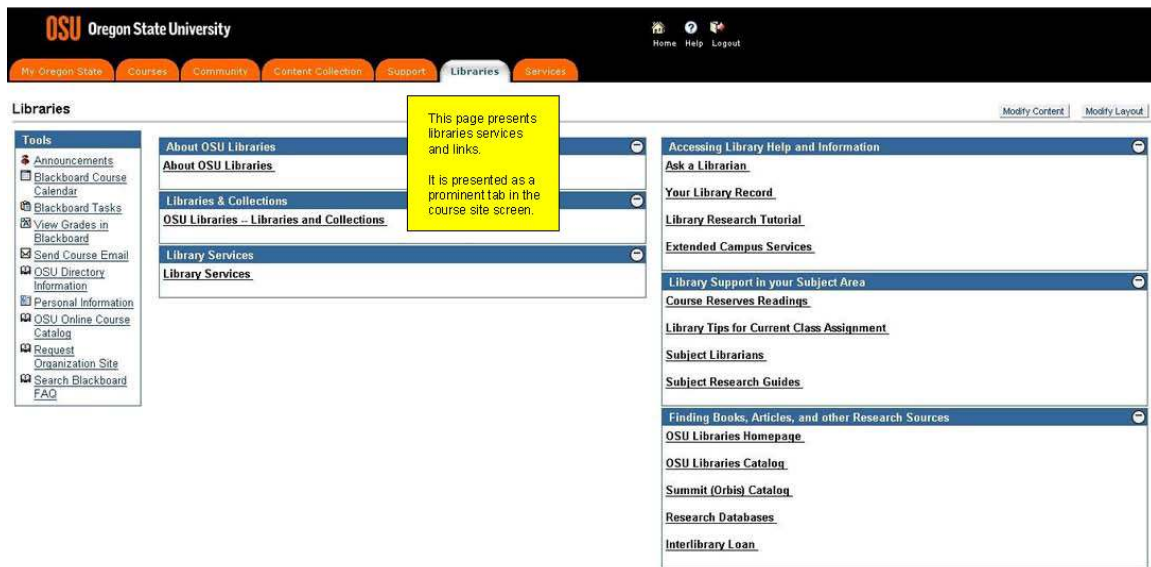 OSU Oregon State University
Home Help Logout
My Oregon State Courses Community Content Collection Support Libraries Services
Libraries
Modify Content Modify Layout
Tools
Announcements
Blackboard Course
Calendar
Blackboard Tasks
View Grades in
Blackboard
Send Course Email
OSU Directory
Information
Personal Information
OSU Online Course
Catalog
Request
Organization Site
Search Blackboard
FAQ
About OSU Libraries
About OSU Libraries
Libraries & Collections
OSU Libraries -- Libraries and Collections
Library Services
Library Services
This page presents
libraries services
and links.
It is presented as a
prominent tab in the
course site screen.
Accessing Library Help and Information
Ask a Librarian
Your Library Record
Library Research Tutorial
Extended Campus Services
Library Support in your Subject Area
Course Reserves Readings
Library Tips for Current Class Assignment
Subject Librarians
Subject Research Guides
Finding Books, Articles, and other Research Sources
OSU Libraries Homepage
OSU Libraries Catalog
Summit (Orbis) Catalog
Research Databases
Interlibrary Loan